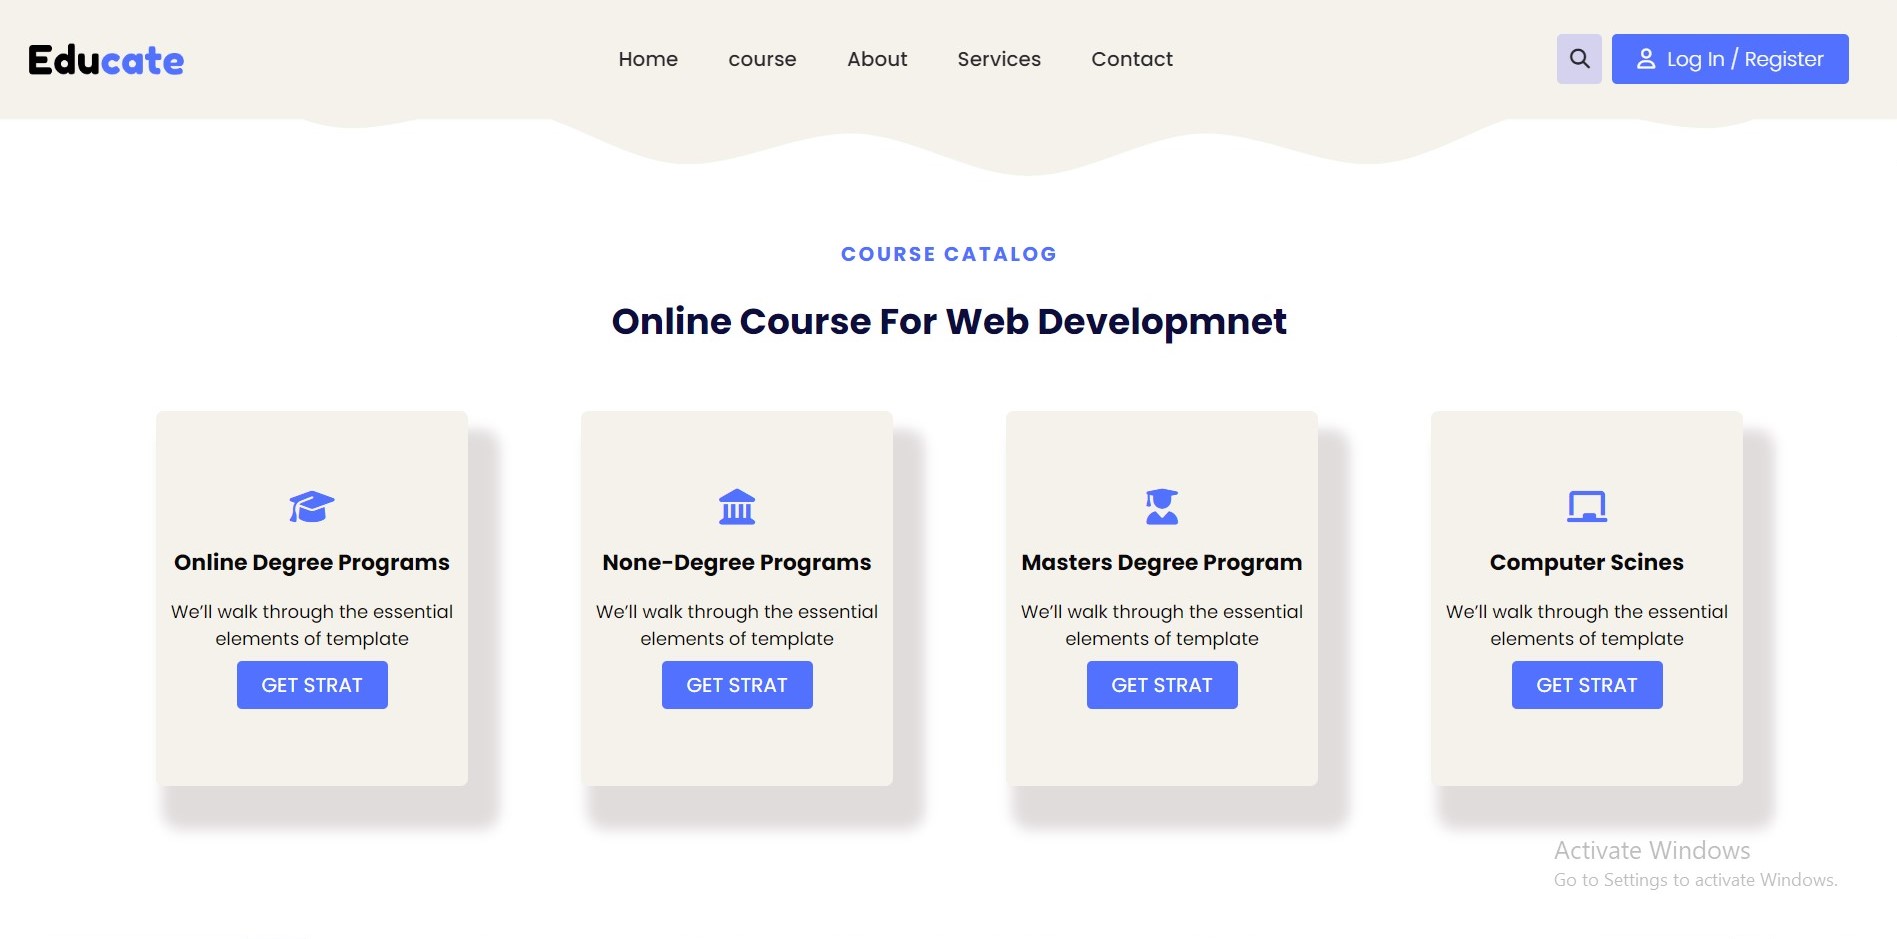 Educate
Home course About Services Contact
Log In / Register
COURSE CATALOG
Online Course For Web Developmnet
Online Degree Programs
We'll walk through the essential
elements of template
GET STRAT
None-Degree Programs
We'll walk through the essential
elements of template
GET STRAT
Masters Degree Program
We'll walk through the essential
elements of template
GET STRAT
Computer Scines
We'll walk through the essential
elements of template
GET STRAT
Activate Windows
Go to Settings to activate Windows.